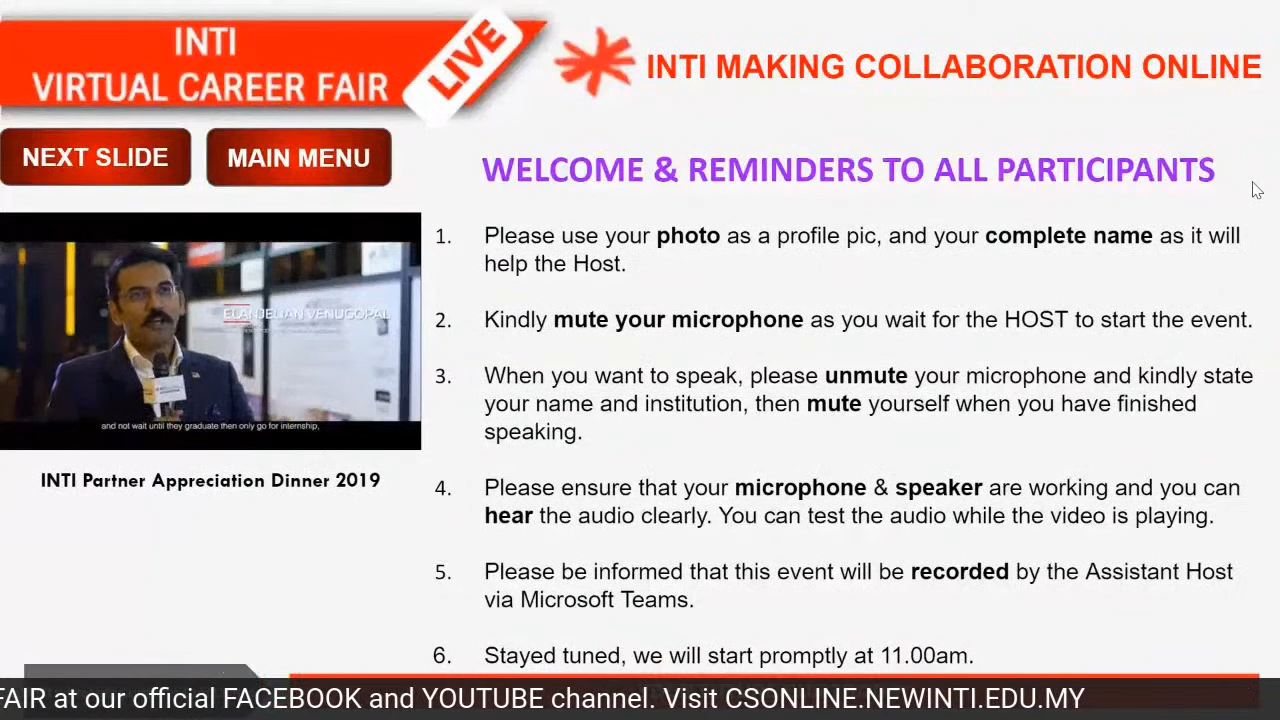 INTI
VIRTUAL CAREER FAIR
LIVE
INTI MAKING COLLABORATION ONLINE
NEXT SLIDE
MAIN MENU
WELCOME & REMINDERS TO ALL PARTICIPANTS
1. Please use your photo as a profile pic, and your complete name as it will
help the Host.
2. Kindly mute your microphone as you wait for the HOST to start the event.
3. When you want to speak, please unmute your microphone and kindly state
your name and institution, then mute yourself when you have finished
speaking.
4. Please ensure that your microphone & speaker are working and you can
hear the audio clearly. You can test the audio while the video is playing.
5. Please be informed that this event will be recorded by the Assistant Host
via Microsoft Teams.
6. Stayed tuned, we will start promptly at 11.00am.
ELANJELIAN VENUGOPAL
and not wait until they graduate then only go for internship,
INTI Partner Appreciation Dinner 2019
FAIR at our official FACEBOOK and YOUTUBE channel. Visit CSONLINE.NEWINTI.EDU.MY